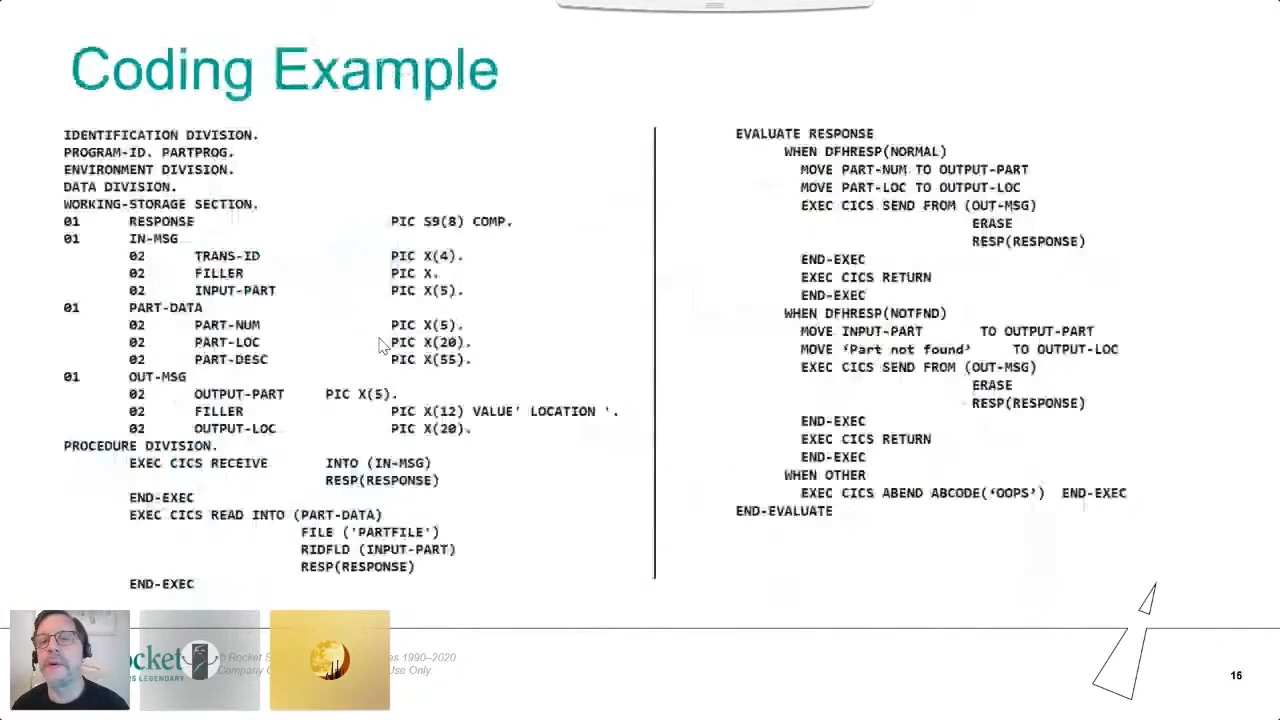 Coding Example
IDENTIFICATION DIVISION.
PROGRAM-ID. PARTPROG.
ENVIRONMENT DIVISION.
DATA DIVISION.
WORKING-STORAGE SECTION.
01 RESPONSE PIC S9(8) COMP.
01 IN-MSG
02 TRANS-ID PIC X(4).
02 FILLER PIC X.
02 INPUT-PART PIC X(5).
01 PART-DATA
02 PART-NUM PIC X(5).
02 PART-LOC PIC X(20).
02 PART-DESC PIC X(55).
01 OUT-MSG
02 OUTPUT-PART PIC X(5).
02 FILLER PIC X(12) VALUE' LOCATION '.
02 OUTPUT-LOC PIC X(20).
PROCEDURE DIVISION.
EXEC CICS RECEIVE INTO (IN-MSG)
RESP(RESPONSE)
END-EXEC
EXEC CICS READ INTO (PART-DATA)
FILE ('PARTFILE')
RIDFLD (INPUT-PART)
RESP(RESPONSE)
END-EXEC
EVALUATE RESPONSE
WHEN DFHRESP(NORMAL)
MOVE PART-NUM TO OUTPUT-PART
MOVE PART-LOC TO OUTPUT-LOC
EXEC CICS SEND FROM (OUT-MSG)
ERASE
RESP(RESPONSE)
END-EXEC
EXEC CICS RETURN
END-EXEC
WHEN DFHRESP(NOTFND)
MOVE INPUT-PART TO OUTPUT-PART
MOVE ‘Part not found’ TO OUTPUT-LOC
EXEC CICS SEND FROM (OUT-MSG)
ERASE
RESP(RESPONSE)
END-EXEC
EXEC CICS RETURN
END-EXEC
WHEN OTHER
EXEC CICS ABEND ABCODE(‘OOPS’) END-EXEC
END-EVALUATE
© Rocket 1990–2020
Company Use Only.
LEGENDARY
16